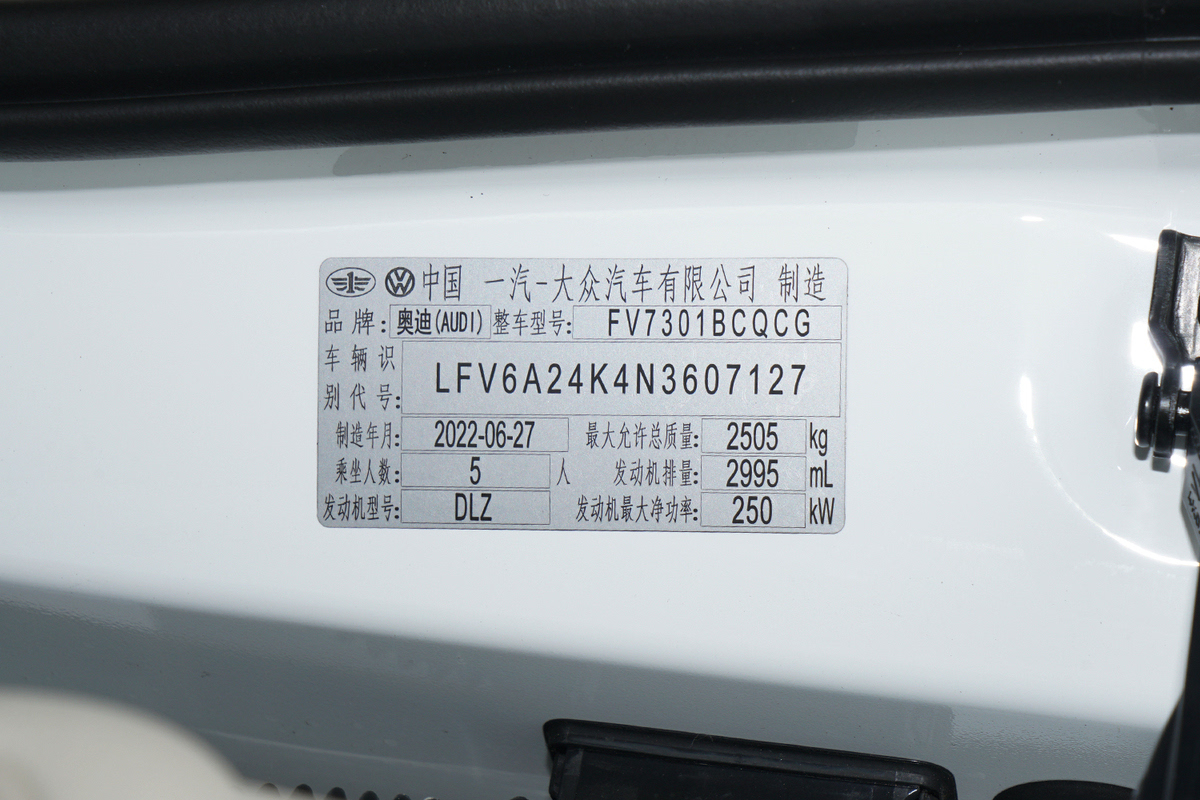 中国 一汽-大众汽车有限公司 制造
品牌: 奥迪(AUDI) 整车型号: FV7301BCQCG
车辆识
别代号: LFV6A24K4N3607127
制造年月: 2022-06-27 最大允许总质量: 2505 kg
乘坐人数: 5 人 发动机排量: 2995 mL
发动机型号: DLZ 发动机最大净功率: 250 kW